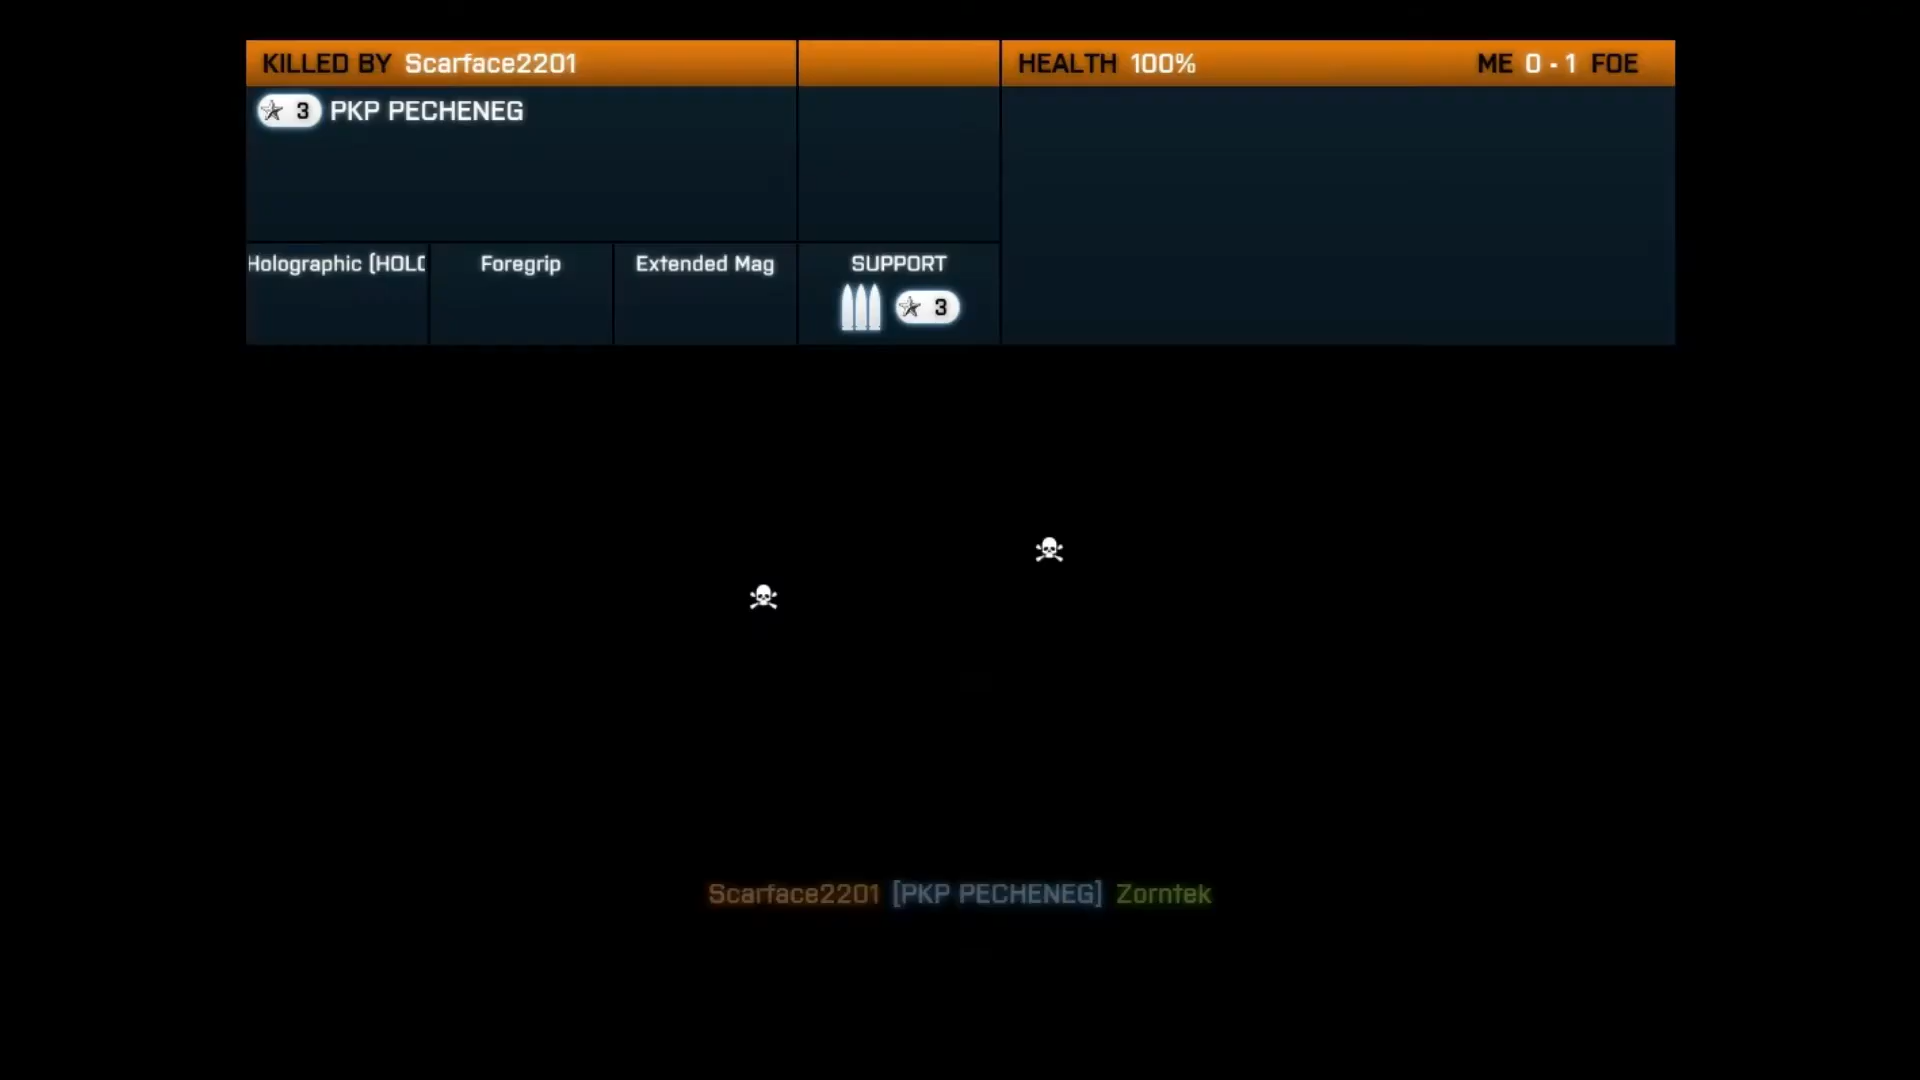 KILLED BY Scarface2201
HEALTH 100%
ME 0 - 1 FOE
3 PKP PECHENEG
Holographic (HOLO
Foregrip
Extended Mag
SUPPORT
3
Scarface2201 [PKP PECHENEG] Zorntek